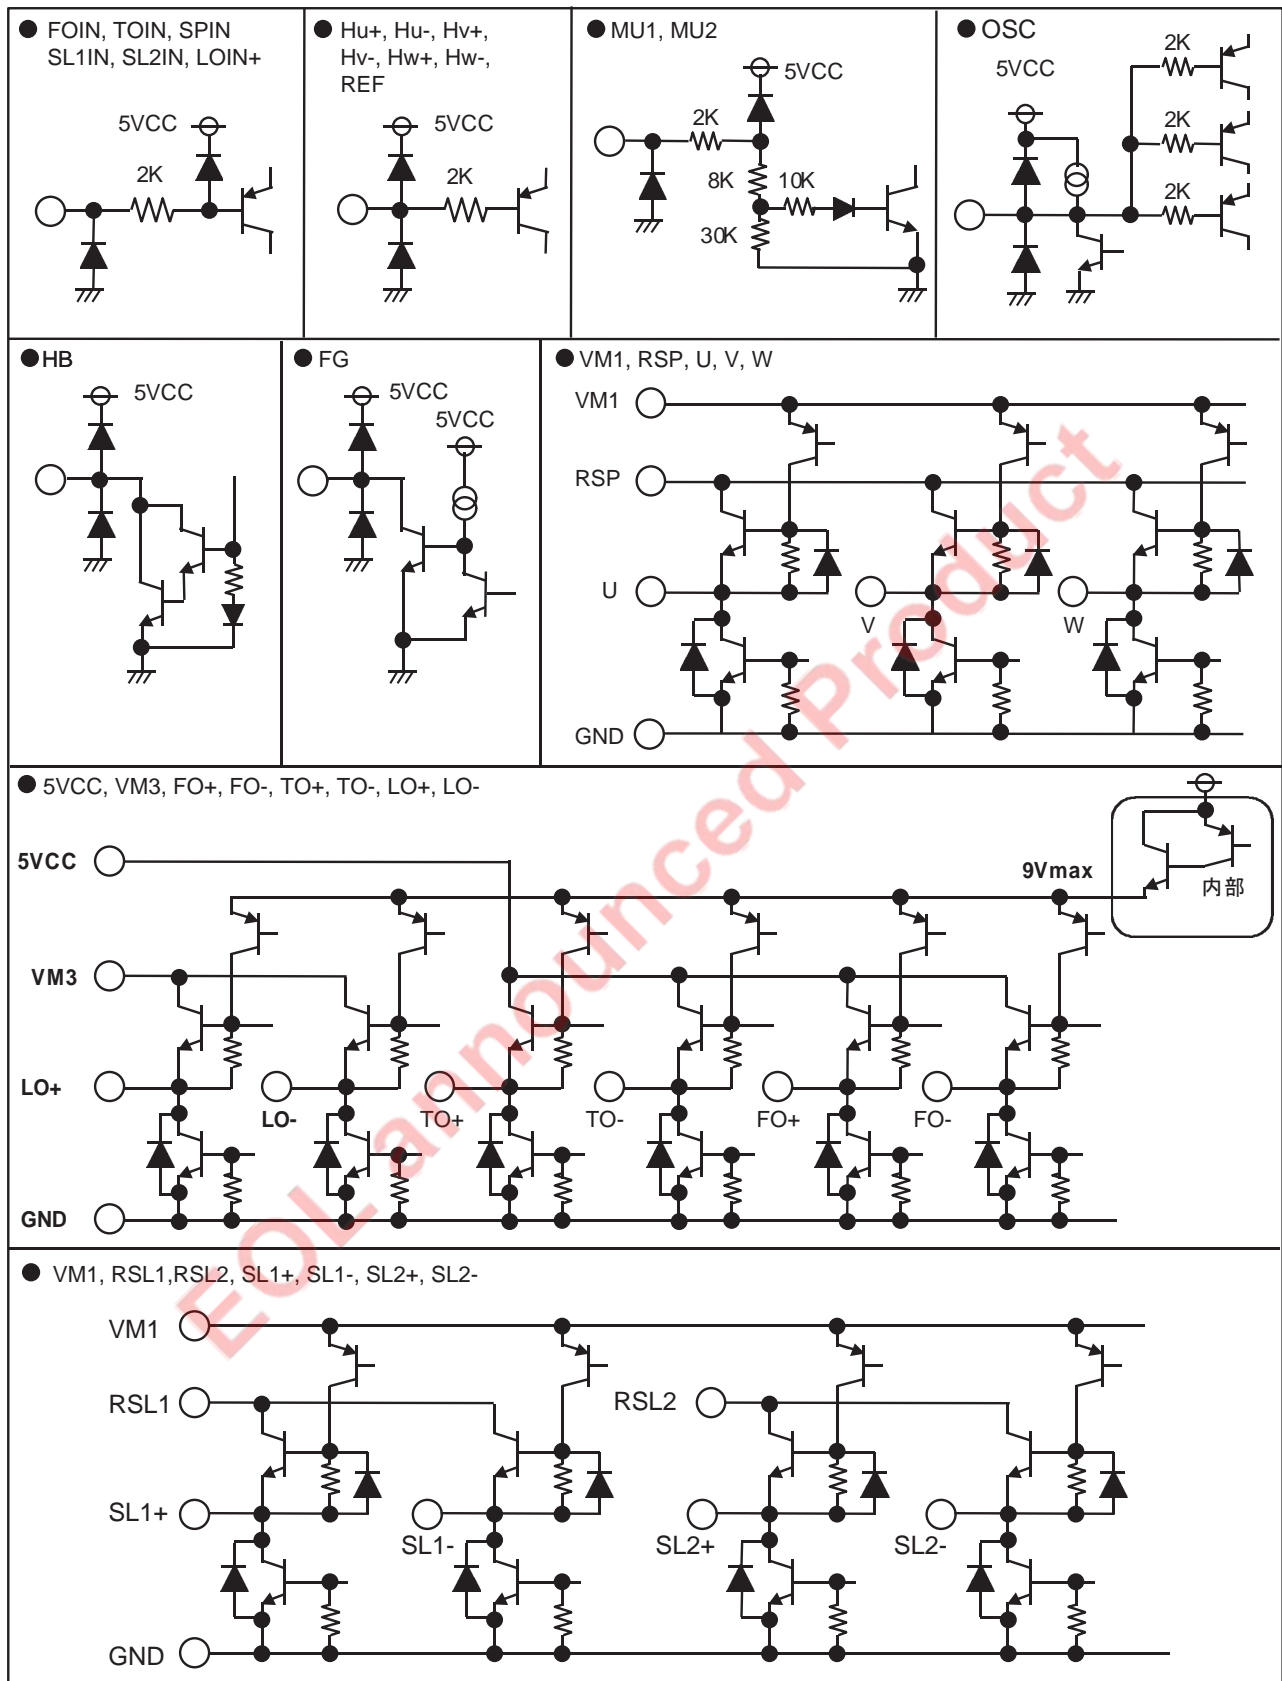 ● FOIN, TOIN, SPIN
SL1IN, SL2IN, LOIN+
5VCC
2K
● Hu+, Hu-, Hv+,
Hv-, Hw+, Hw-,
REF
5VCC
2K
● MU1, MU2
5VCC
2K
8K
10K
30K
● OSC
5VCC
2K
2K
2K
● HB
5VCC
● FG
5VCC
5VCC
● VM1, RSP, U, V, W
VM1
RSP
U
V
W
GND
● 5VCC, VM3, FO+, FO-, TO+, TO-, LO+, LO-
5VCC
9Vmax
内部
VM3
LO+
LO-
TO+
TO-
FO+
FO-
GND
● VM1, RSL1,RSL2, SL1+, SL1-, SL2+, SL2-
VM1
RSL1
RSL2
SL1+
SL1-
SL2+
SL2-
GND
EOL announced Product